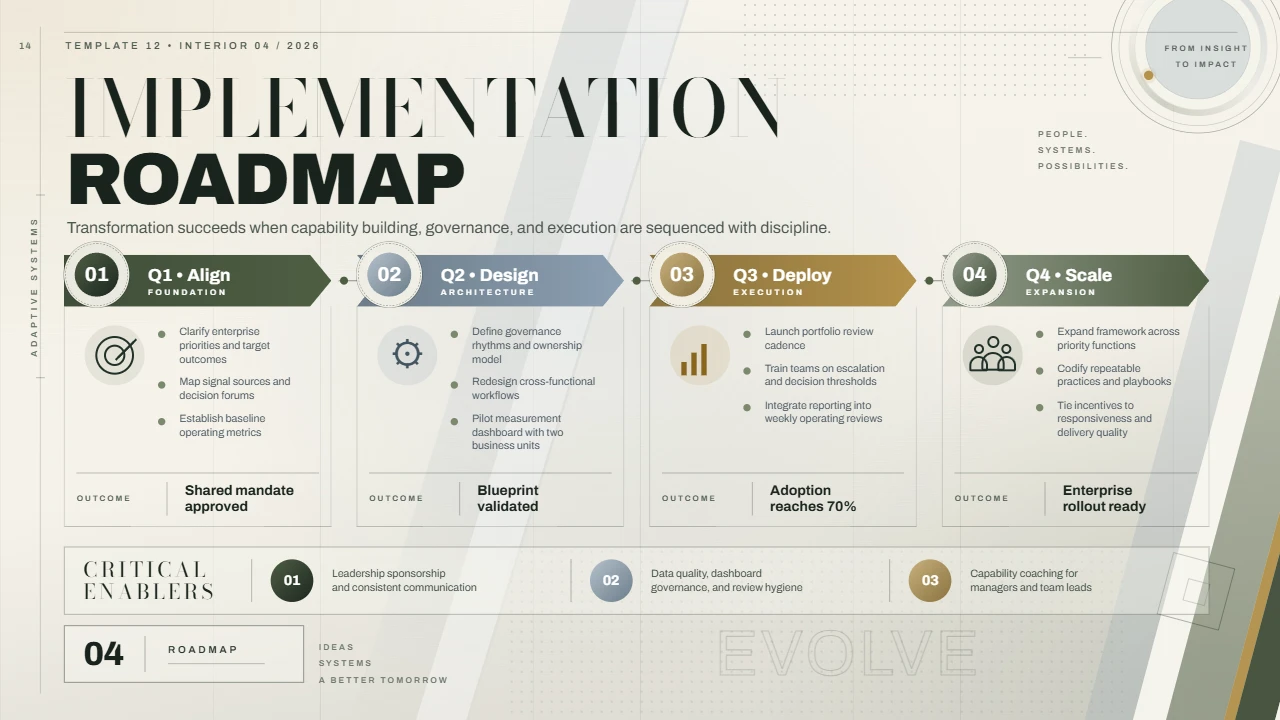 14
TEMPLATE 12 • INTERIOR 04 / 2026
FROM INSIGHT
TO IMPACT
IMPLEMENTATION
ROADMAP
PEOPLE.
SYSTEMS.
POSSIBILITIES.
Transformation succeeds when capability building, governance, and execution are sequenced with discipline.
ADAPTIVE SYSTEMS
01
Q1 • Align
FOUNDATION
Clarify enterprise
priorities and target
outcomes
Map signal sources and
decision forums
Establish baseline
operating metrics
OUTCOME
Shared mandate
approved
02
Q2 • Design
ARCHITECTURE
Define governance
rhythms and ownership
model
Redesign cross-functional
workflows
Pilot measurement
dashboard with two
business units
OUTCOME
Blueprint
validated
03
Q3 • Deploy
EXECUTION
Launch portfolio review
cadence
Train teams on escalation
and decision thresholds
Integrate reporting into
weekly operating reviews
OUTCOME
Adoption
reaches 70%
04
Q4 • Scale
EXPANSION
Expand framework across
priority functions
Codify repeatable
practices and playbooks
Tie incentives to
responsiveness and
delivery quality
OUTCOME
Enterprise
rollout ready
CRITICAL
ENABLERS
01
Leadership sponsorship
and consistent communication
02
Data quality, dashboard
governance, and review hygiene
03
Capability coaching for
managers and team leads
04
ROADMAP
IDEAS
SYSTEMS
A BETTER TOMORROW
EVOLVE